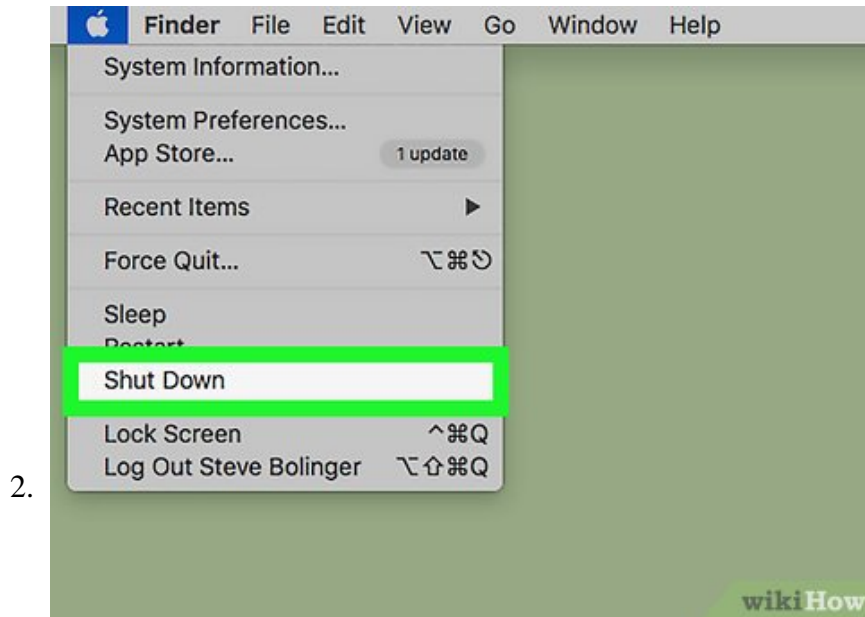 Finder File Edit View Go Window Help
System Information...
System Preferences...
App Store... 1 update
Recent Items ▶
Force Quit... ⌥⌘⎋
Sleep
Restart
Shut Down
Lock Screen ^⌘Q
Log Out Steve Bolinger ⌥⇧⌘Q
2.
wikiHow